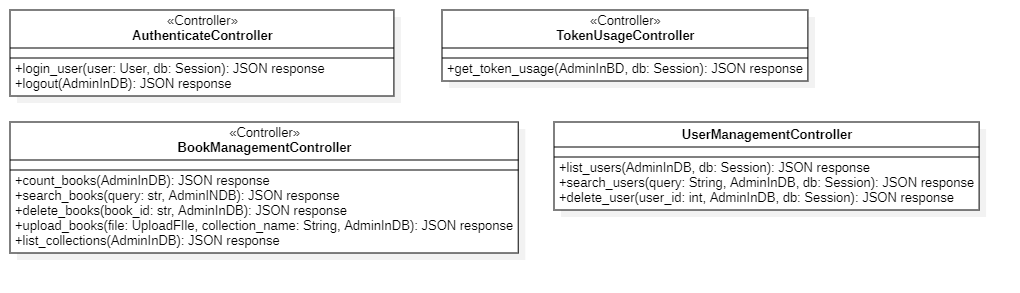 «Controller»
AuthenticateController
+login_user(user: User, db: Session): JSON response
+logout(AdminInDB): JSON response
«Controller»
TokenUsageController
+get_token_usage(AdminInBD, db: Session): JSON response
«Controller»
BookManagementController
+count_books(AdminInDB): JSON response
+search_books(query: str, AdminINDB): JSON response
+delete_books(book_id: str, AdminInDB): JSON response
+upload_books(file: UploadFIle, collection_name: String, AdminInDB): JSON response
+list_collections(AdminInDB): JSON response
UserManagementController
+list_users(AdminInDB, db: Session): JSON response
+search_users(query: String, AdminInDB, db: Session): JSON response
+delete_user(user_id: int, AdminInDB, db: Session): JSON response